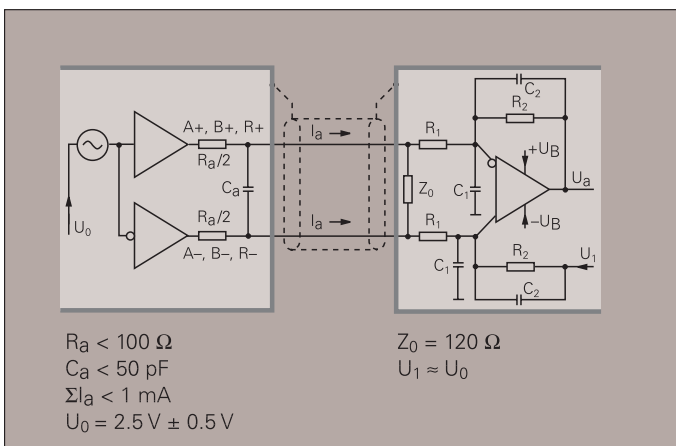 A+, B+, R+
Ra/2
Ca
U0
Ra/2
A–, B–, R–
Ia
Ia
C2
R2
R1
+UB
Ua
C1
Z0
–UB
R1
R2
U1
C1
C2
Ra < 100 Ω
Ca < 50 pF
ΣIa < 1 mA
U0 = 2.5 V ± 0.5 V
Z0 = 120 Ω
U1 ≈ U0